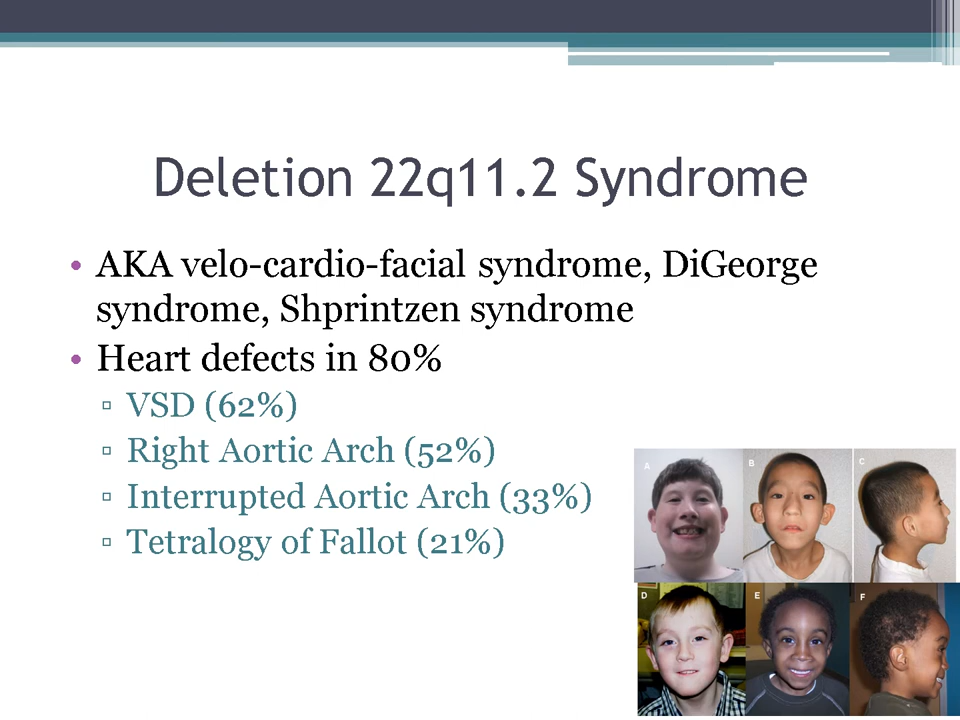 Deletion 22q11.2 Syndrome
• AKA velo-cardio-facial syndrome, DiGeorge
syndrome, Shprintzen syndrome
• Heart defects in 80%
▫ VSD (62%)
▫ Right Aortic Arch (52%)
▫ Interrupted Aortic Arch (33%)
▫ Tetralogy of Fallot (21%)
A B C
D E F